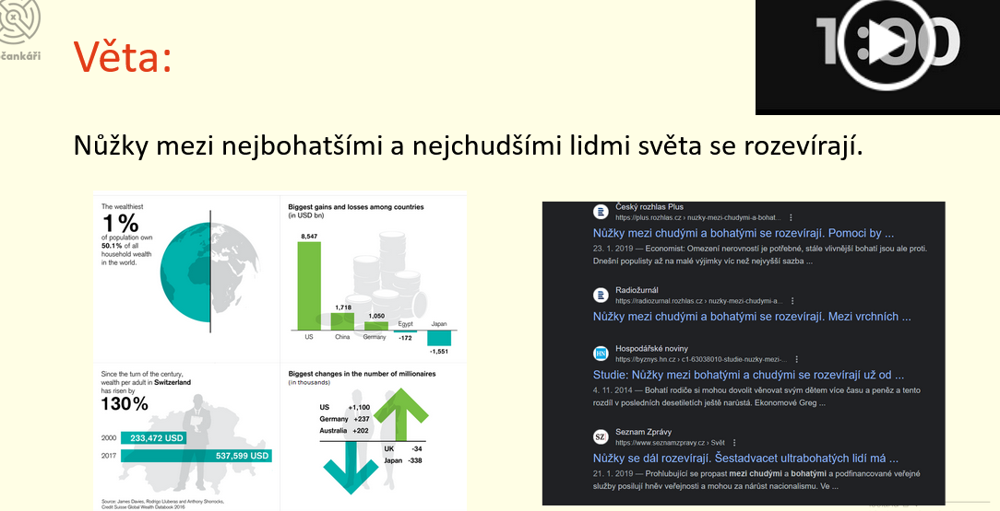 čankáři
1:00
Věta:
Nůžky mezi nejbohatšími a nejchudšími lidmi světa se rozevírají.
The wealthiest
1%
of population own
50.1% of all
household wealth
in the world.
Biggest gains and losses among countries
(in USD bn)
8,547
1,718
1,050
Egypt
Japan
US
China
Germany
-172
-1,551
Since the turn of the century,
wealth per adult in Switzerland
has risen by
130%
2000
233,472 USD
2017
537,599 USD
Source: James Davies, Rodrigo Lluberas and Anthony Shorrocks,
Credit Suisse Global Wealth Databook 2016
Biggest changes in the number of millionaires
(in thousands)
US +1,100
Germany +237
Australia +202
UK -34
Japan -338
Český rozhlas Plus
https://plus.rozhlas.cz › nuzky-mezi-chudymi-a-bohat...
Nůžky mezi chudými a bohatými se rozevírají. Pomoci by ...
23. 1. 2019 — Economist: Omezení nerovností je potřebné, stále vlivnější bohatí jsou ale proti.
Dnešní populisty až na malé výjimky víc než nejvyšší sazba ...
Radiožurnál
https://radiozurnal.rozhlas.cz › nuzky-mezi-chudymi-a...
Nůžky mezi chudými a bohatými se rozevírají. Mezi vrchních ...
HN
Hospodářské noviny
https://byznys.hn.cz › c1-63038010-studie-nuzky-mezi-...
Studie: Nůžky mezi bohatými a chudými se rozevírají už od ...
4. 11. 2014 — Bohatí rodiče si mohou dovolit věnovat svým dětem více času a peněz a tento
rozdíl v posledních desetiletích ještě narůstá. Ekonomové Greg ...
SZ
Seznam Zprávy
https://www.seznamzpravy.cz › Svět
Nůžky se dál rozevírají. Šestadvacet ultrabohatých lidí má ...
21. 1. 2019 — Prohlubující se propast mezi chudými a bohatými a podfinancované veřejné
služby posilují hněv veřejnosti a mohou za nárůst nacionalismu. Ve ...